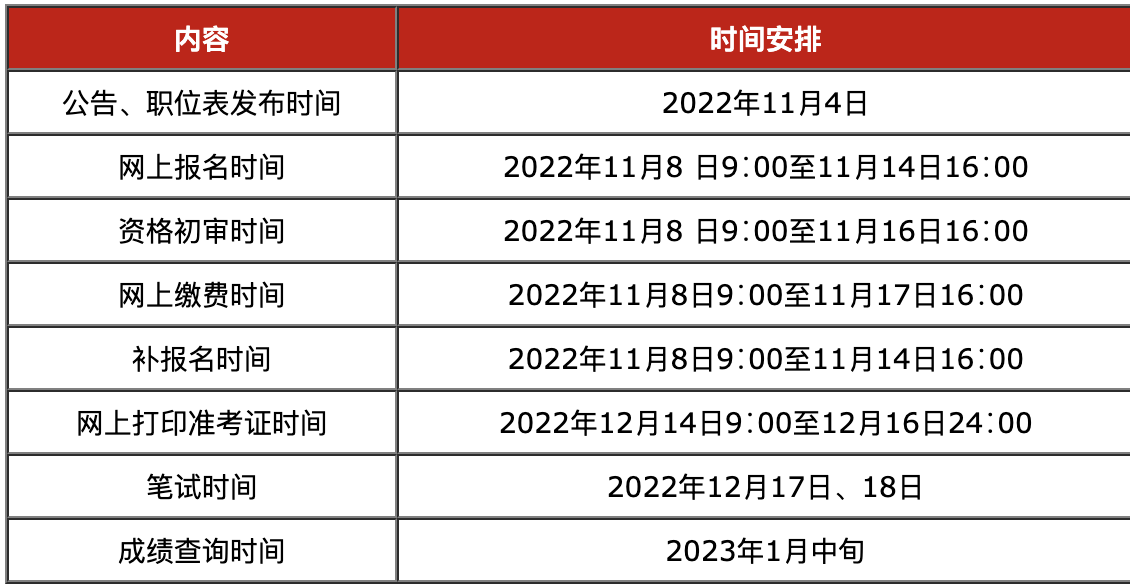 内容 时间安排
公告、职位表发布时间 2022年11月4日
网上报名时间 2022年11月8 日9:00至11月14日16:00
资格初审时间 2022年11月8 日9:00至11月16日16:00
网上缴费时间 2022年11月8日9:00至11月17日16:00
补报名时间 2022年11月8日9:00至11月14日16:00
网上打印准考证时间 2022年12月14日9:00至12月16日24:00
笔试时间 2022年12月17日、18日
成绩查询时间 2023年1月中旬